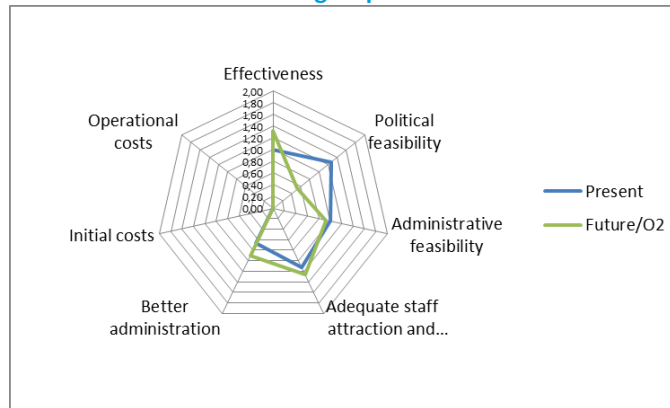 Effectiveness
2,00
1,80
1,60
1,40
1,20
1,00
0,80
0,60
0,40
0,20
0,00
Political
feasibility
Administrative
feasibility
Adequate staff
attraction and...
Better
administration
Initial costs
Operational
costs
Present
Future/O2